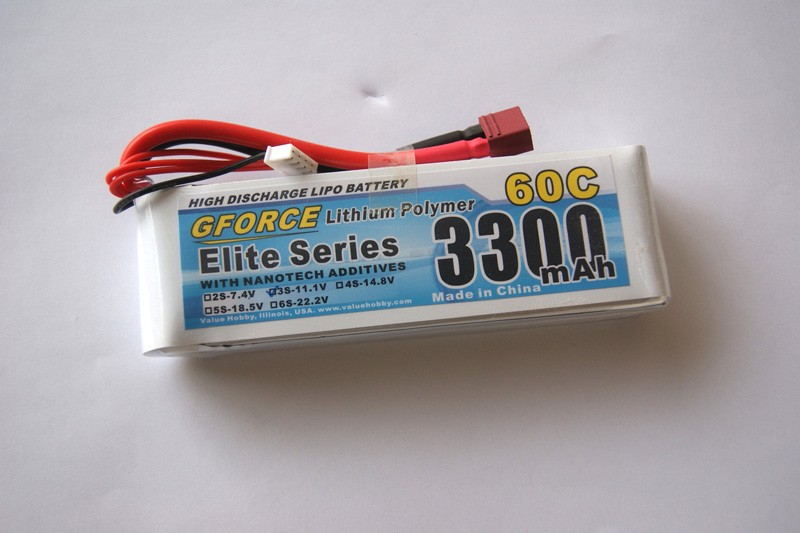 HIGH DISCHARGE LIPO BATTERY
60C
GFORCE Lithium Polymer
Elite Series
3300 mAh
WITH NANOTECH ADDITIVES
☐2S-7.4V ☑3S-11.1V ☐4S-14.8V
☐5S-18.5V ☐6S-22.2V
Made in China
Value Hobby, Illinois, USA. www.valuehobby.com